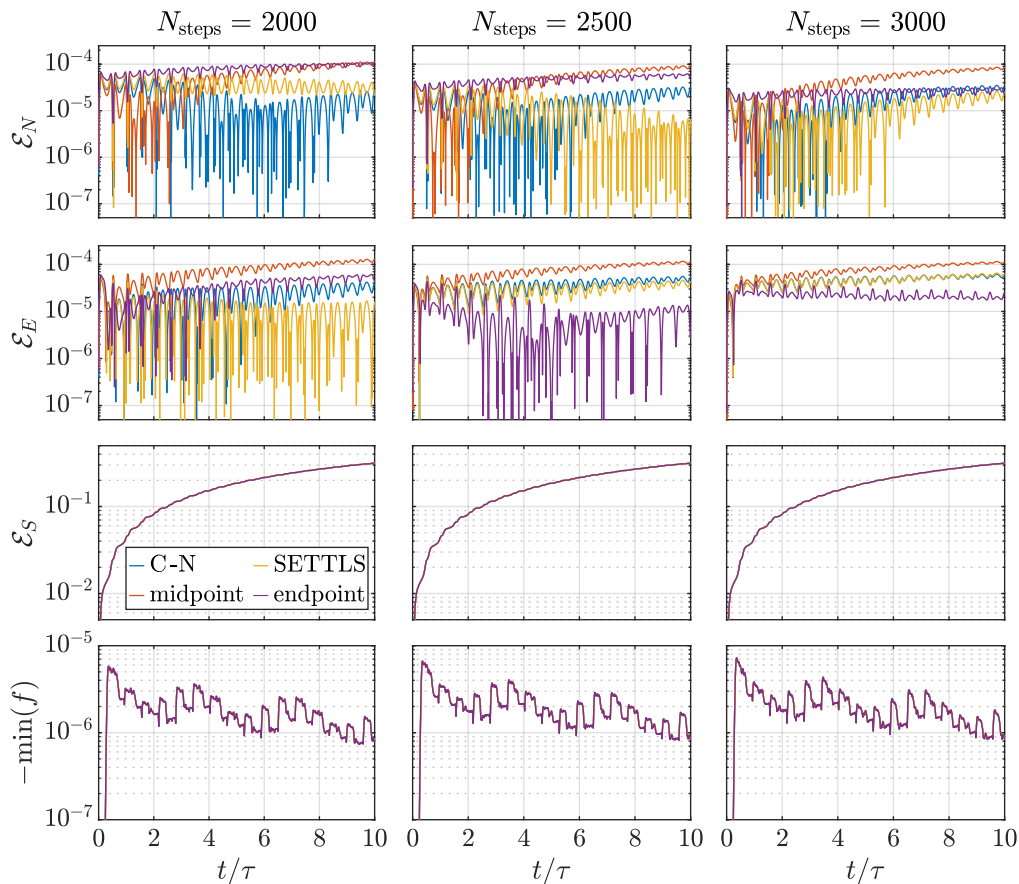 N_steps = 2000 N_steps = 2500 N_steps = 3000
10^-4
10^-5
10^-6
10^-7
ℰ_N
10^-4
10^-5
10^-6
10^-7
ℰ_E
10^-1
10^-2
ℰ_S
C-N SETTLS
midpoint endpoint
10^-5
10^-6
10^-7
−min(f)
0 2 4 6 8 10 0 2 4 6 8 10 0 2 4 6 8 10
t/τ t/τ t/τ